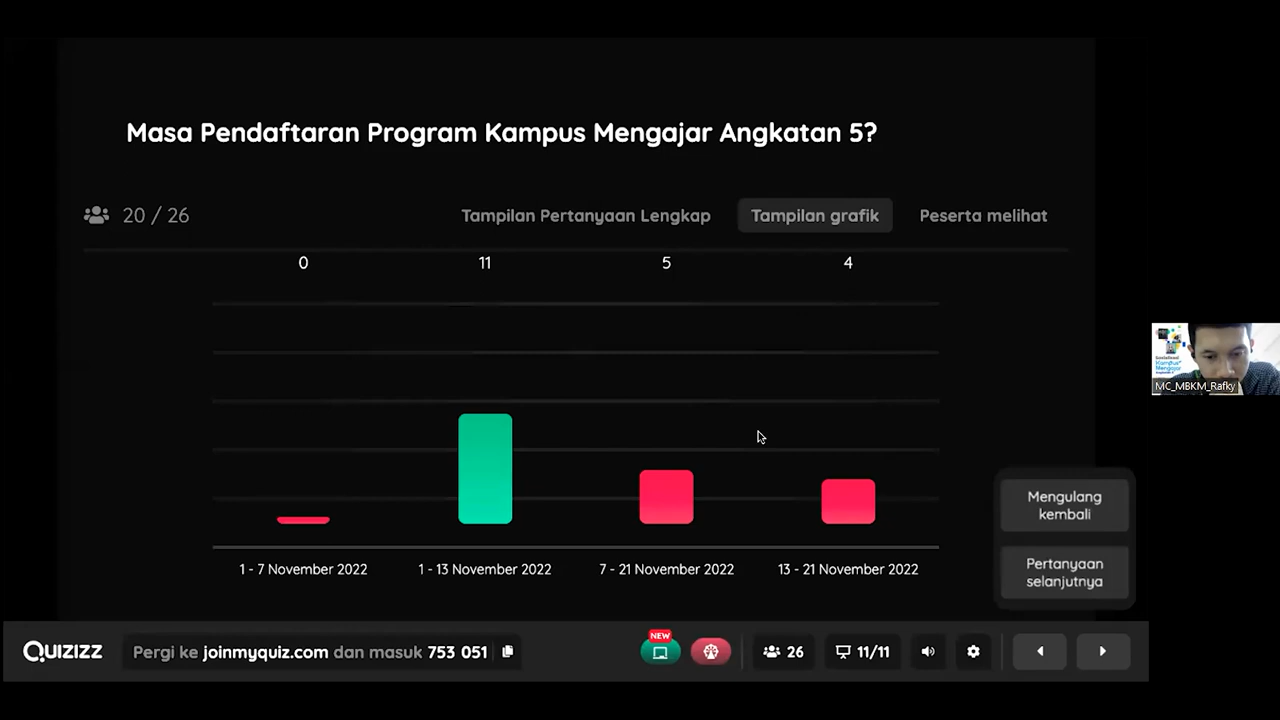 Masa Pendaftaran Program Kampus Mengajar Angkatan 5?
20 / 26
Tampilan Pertanyaan Lengkap
Tampilan grafik
Peserta melihat
0
11
5
4
1 - 7 November 2022
1 - 13 November 2022
7 - 21 November 2022
13 - 21 November 2022
Mengulang
kembali
Pertanyaan
selanjutnya
Kampus
Mengajar
MC_MBKM_Rafky
QUIZIZZ
Pergi ke joinmyquiz.com dan masuk 753 051
NEW
26
11/11